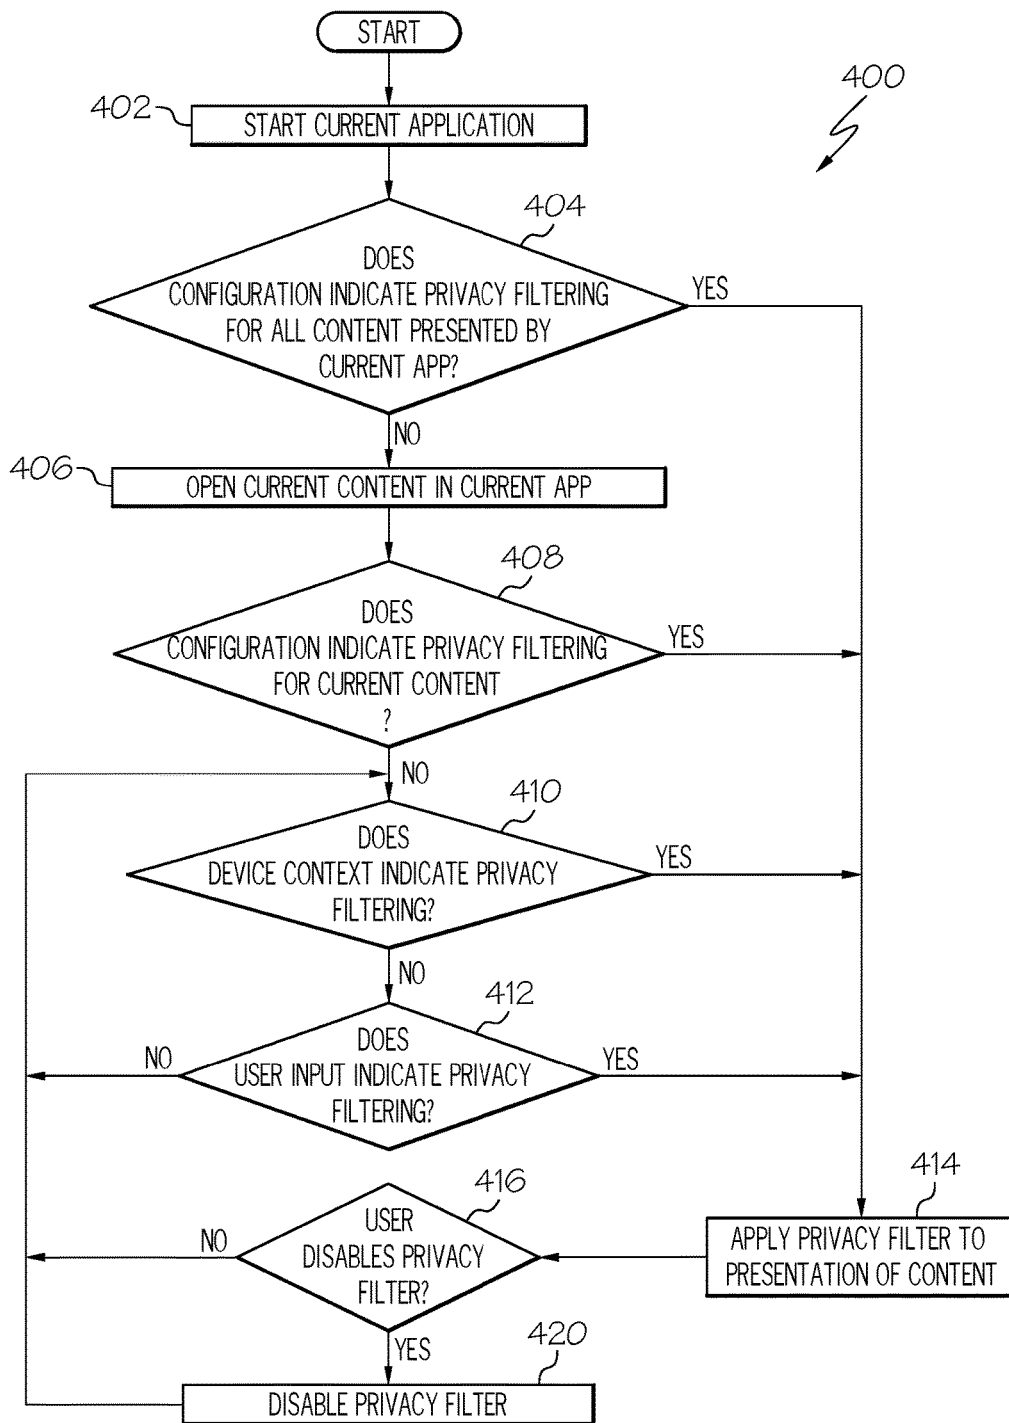 START
400
402
START CURRENT APPLICATION
404
DOES
CONFIGURATION INDICATE PRIVACY FILTERING
FOR ALL CONTENT PRESENTED BY
CURRENT APP?
YES
NO
406
OPEN CURRENT CONTENT IN CURRENT APP
408
DOES
CONFIGURATION INDICATE PRIVACY FILTERING
FOR CURRENT CONTENT
?
YES
NO
410
DOES
DEVICE CONTEXT INDICATE PRIVACY
FILTERING?
YES
NO
412
DOES
USER INPUT INDICATE PRIVACY
FILTERING?
NO
YES
414
APPLY PRIVACY FILTER TO
PRESENTATION OF CONTENT
416
USER
DISABLES PRIVACY
FILTER?
NO
YES
420
DISABLE PRIVACY FILTER